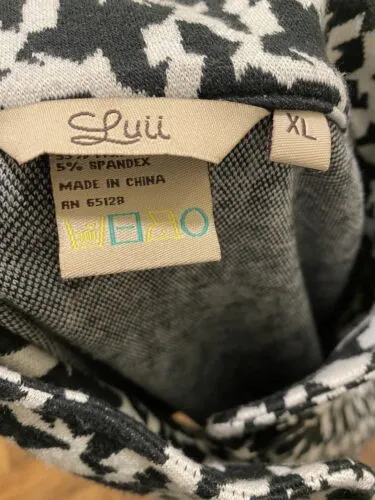 Luii
XL
5% SPANDEX
MADE IN CHINA
RN 65128